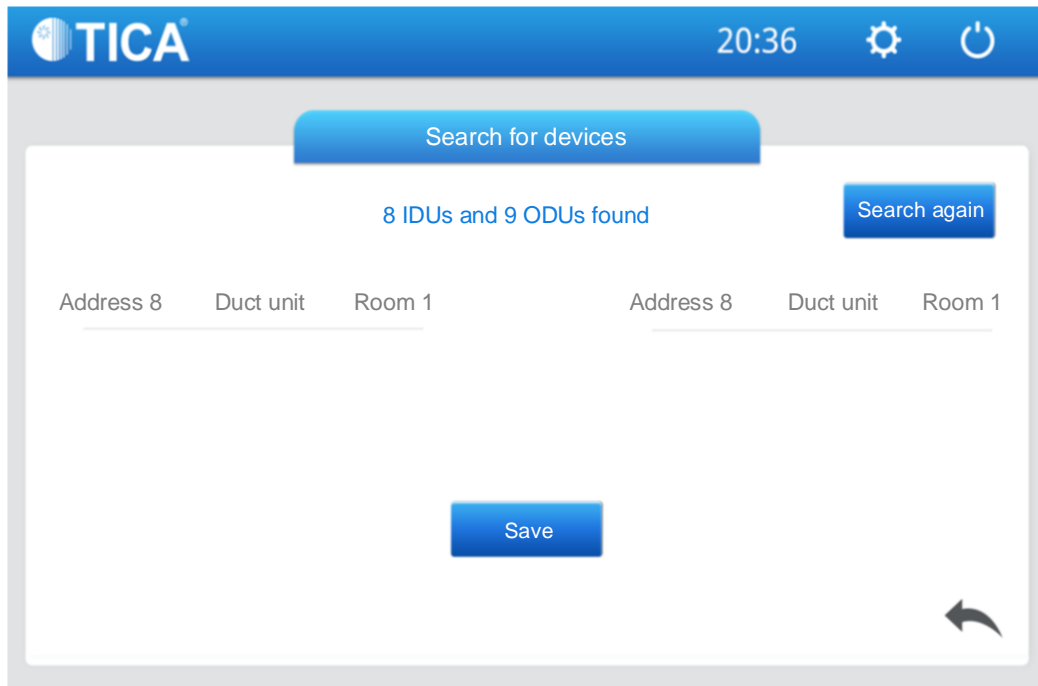 TICA® 20:36
Search for devices
8 IDUs and 9 ODUs found
Search again
Address 8 Duct unit Room 1 Address 8 Duct unit Room 1
Save